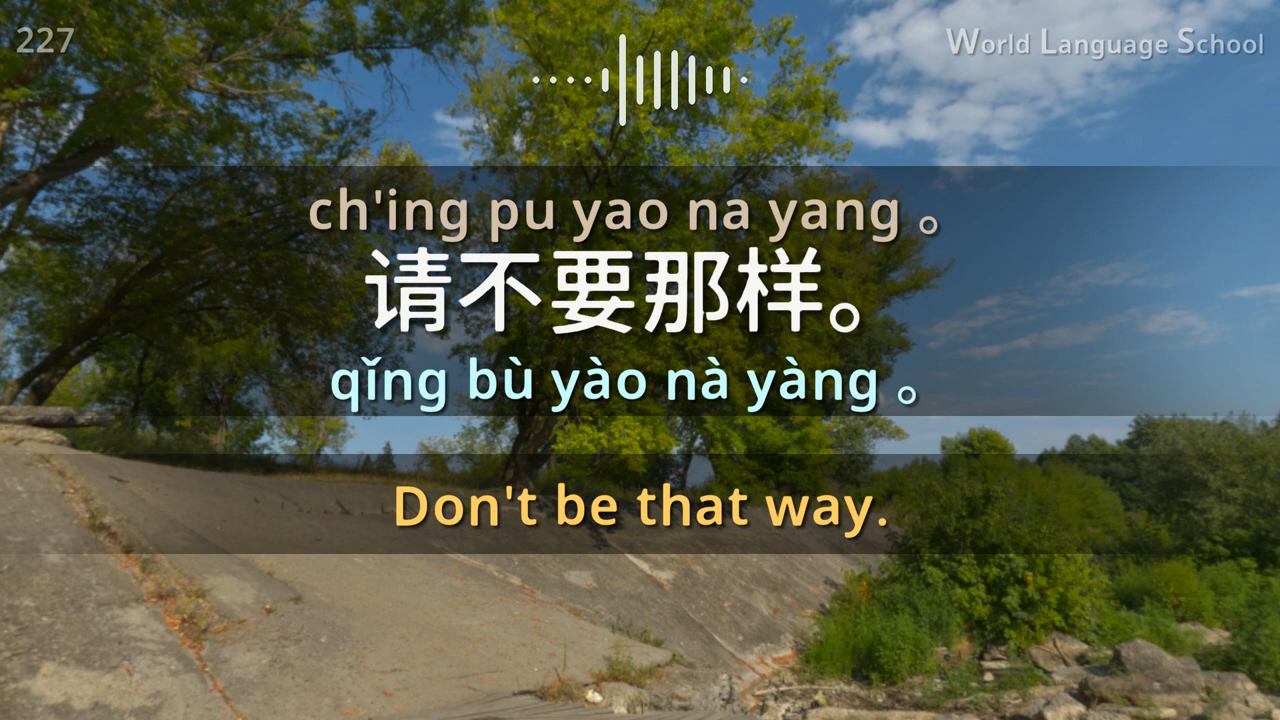 227
World Language School
ch'ing pu yao na yang 。
请不要那样。
qǐng bù yào nà yàng 。
Don't be that way.